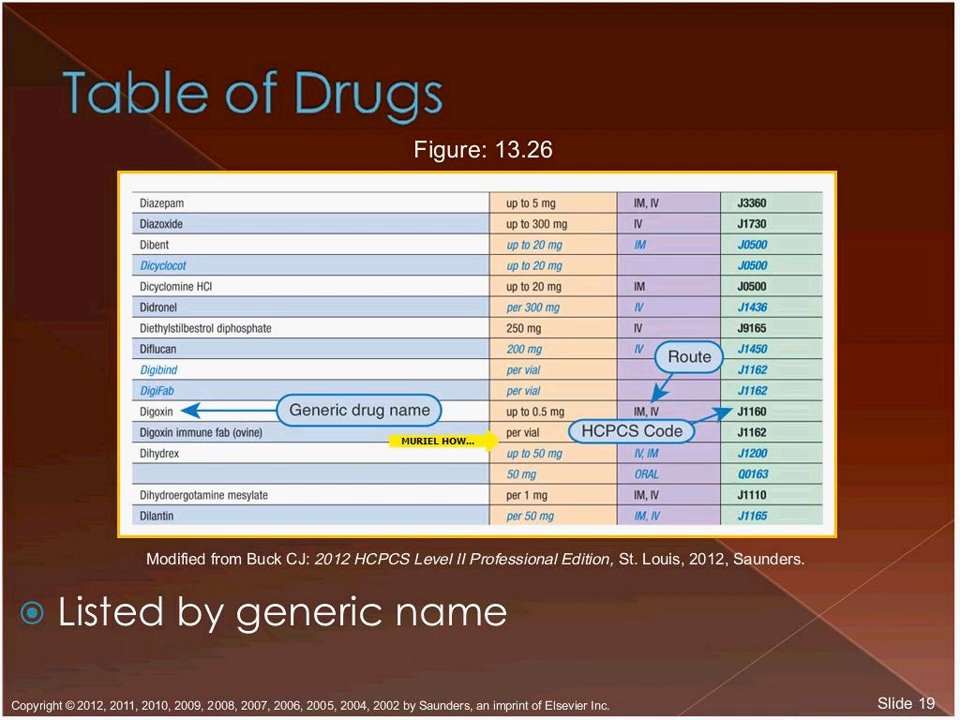 Table of Drugs
Figure: 13.26
Diazepam up to 5 mg IM, IV J3360
Diazoxide up to 300 mg IV J1730
Dibent up to 20 mg IM J0500
Dicyclocot up to 20 mg J0500
Dicyclomine HCl up to 20 mg IM J0500
Didronel per 300 mg IV J1436
Diethylstilbestrol diphosphate 250 mg IV J9165
Diflucan 200 mg IV J1450
Route
Digibind per vial J1162
DigiFab per vial J1162
Digoxin Generic drug name up to 0.5 mg IM, IV J1160
HCPCS Code
Digoxin immune fab (ovine) per vial J1162
MURIEL HOW...
Dihydrex up to 50 mg IV, IM J1200
50 mg ORAL Q0163
Dihydroergotamine mesylate per 1 mg IM, IV J1110
Dilantin per 50 mg IM, IV J1165
Modified from Buck CJ: 2012 HCPCS Level II Professional Edition, St. Louis, 2012, Saunders.
Listed by generic name
Copyright © 2012, 2011, 2010, 2009, 2008, 2007, 2006, 2005, 2004, 2002 by Saunders, an imprint of Elsevier Inc.
Slide 19